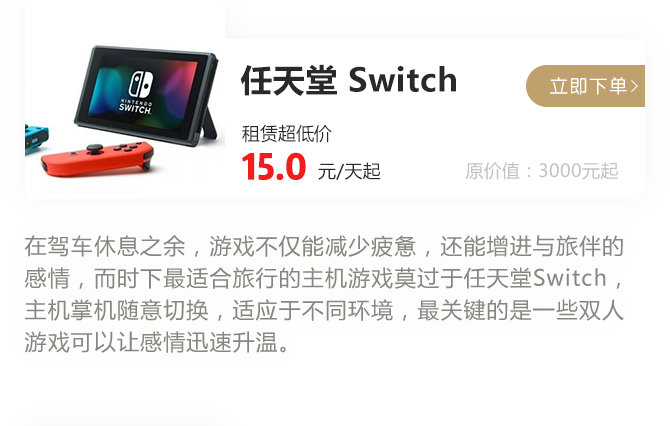 NINTENDO
SWITCH
任天堂 Switch
立即下单>
租赁超低价
15.0 元/天起
原价值：3000元起
在驾车休息之余，游戏不仅能减少疲惫，还能增进与旅伴的
感情，而时下最适合旅行的主机游戏莫过于任天堂Switch，
主机掌机随意切换，适应于不同环境，最关键的是一些双人
游戏可以让感情迅速升温。